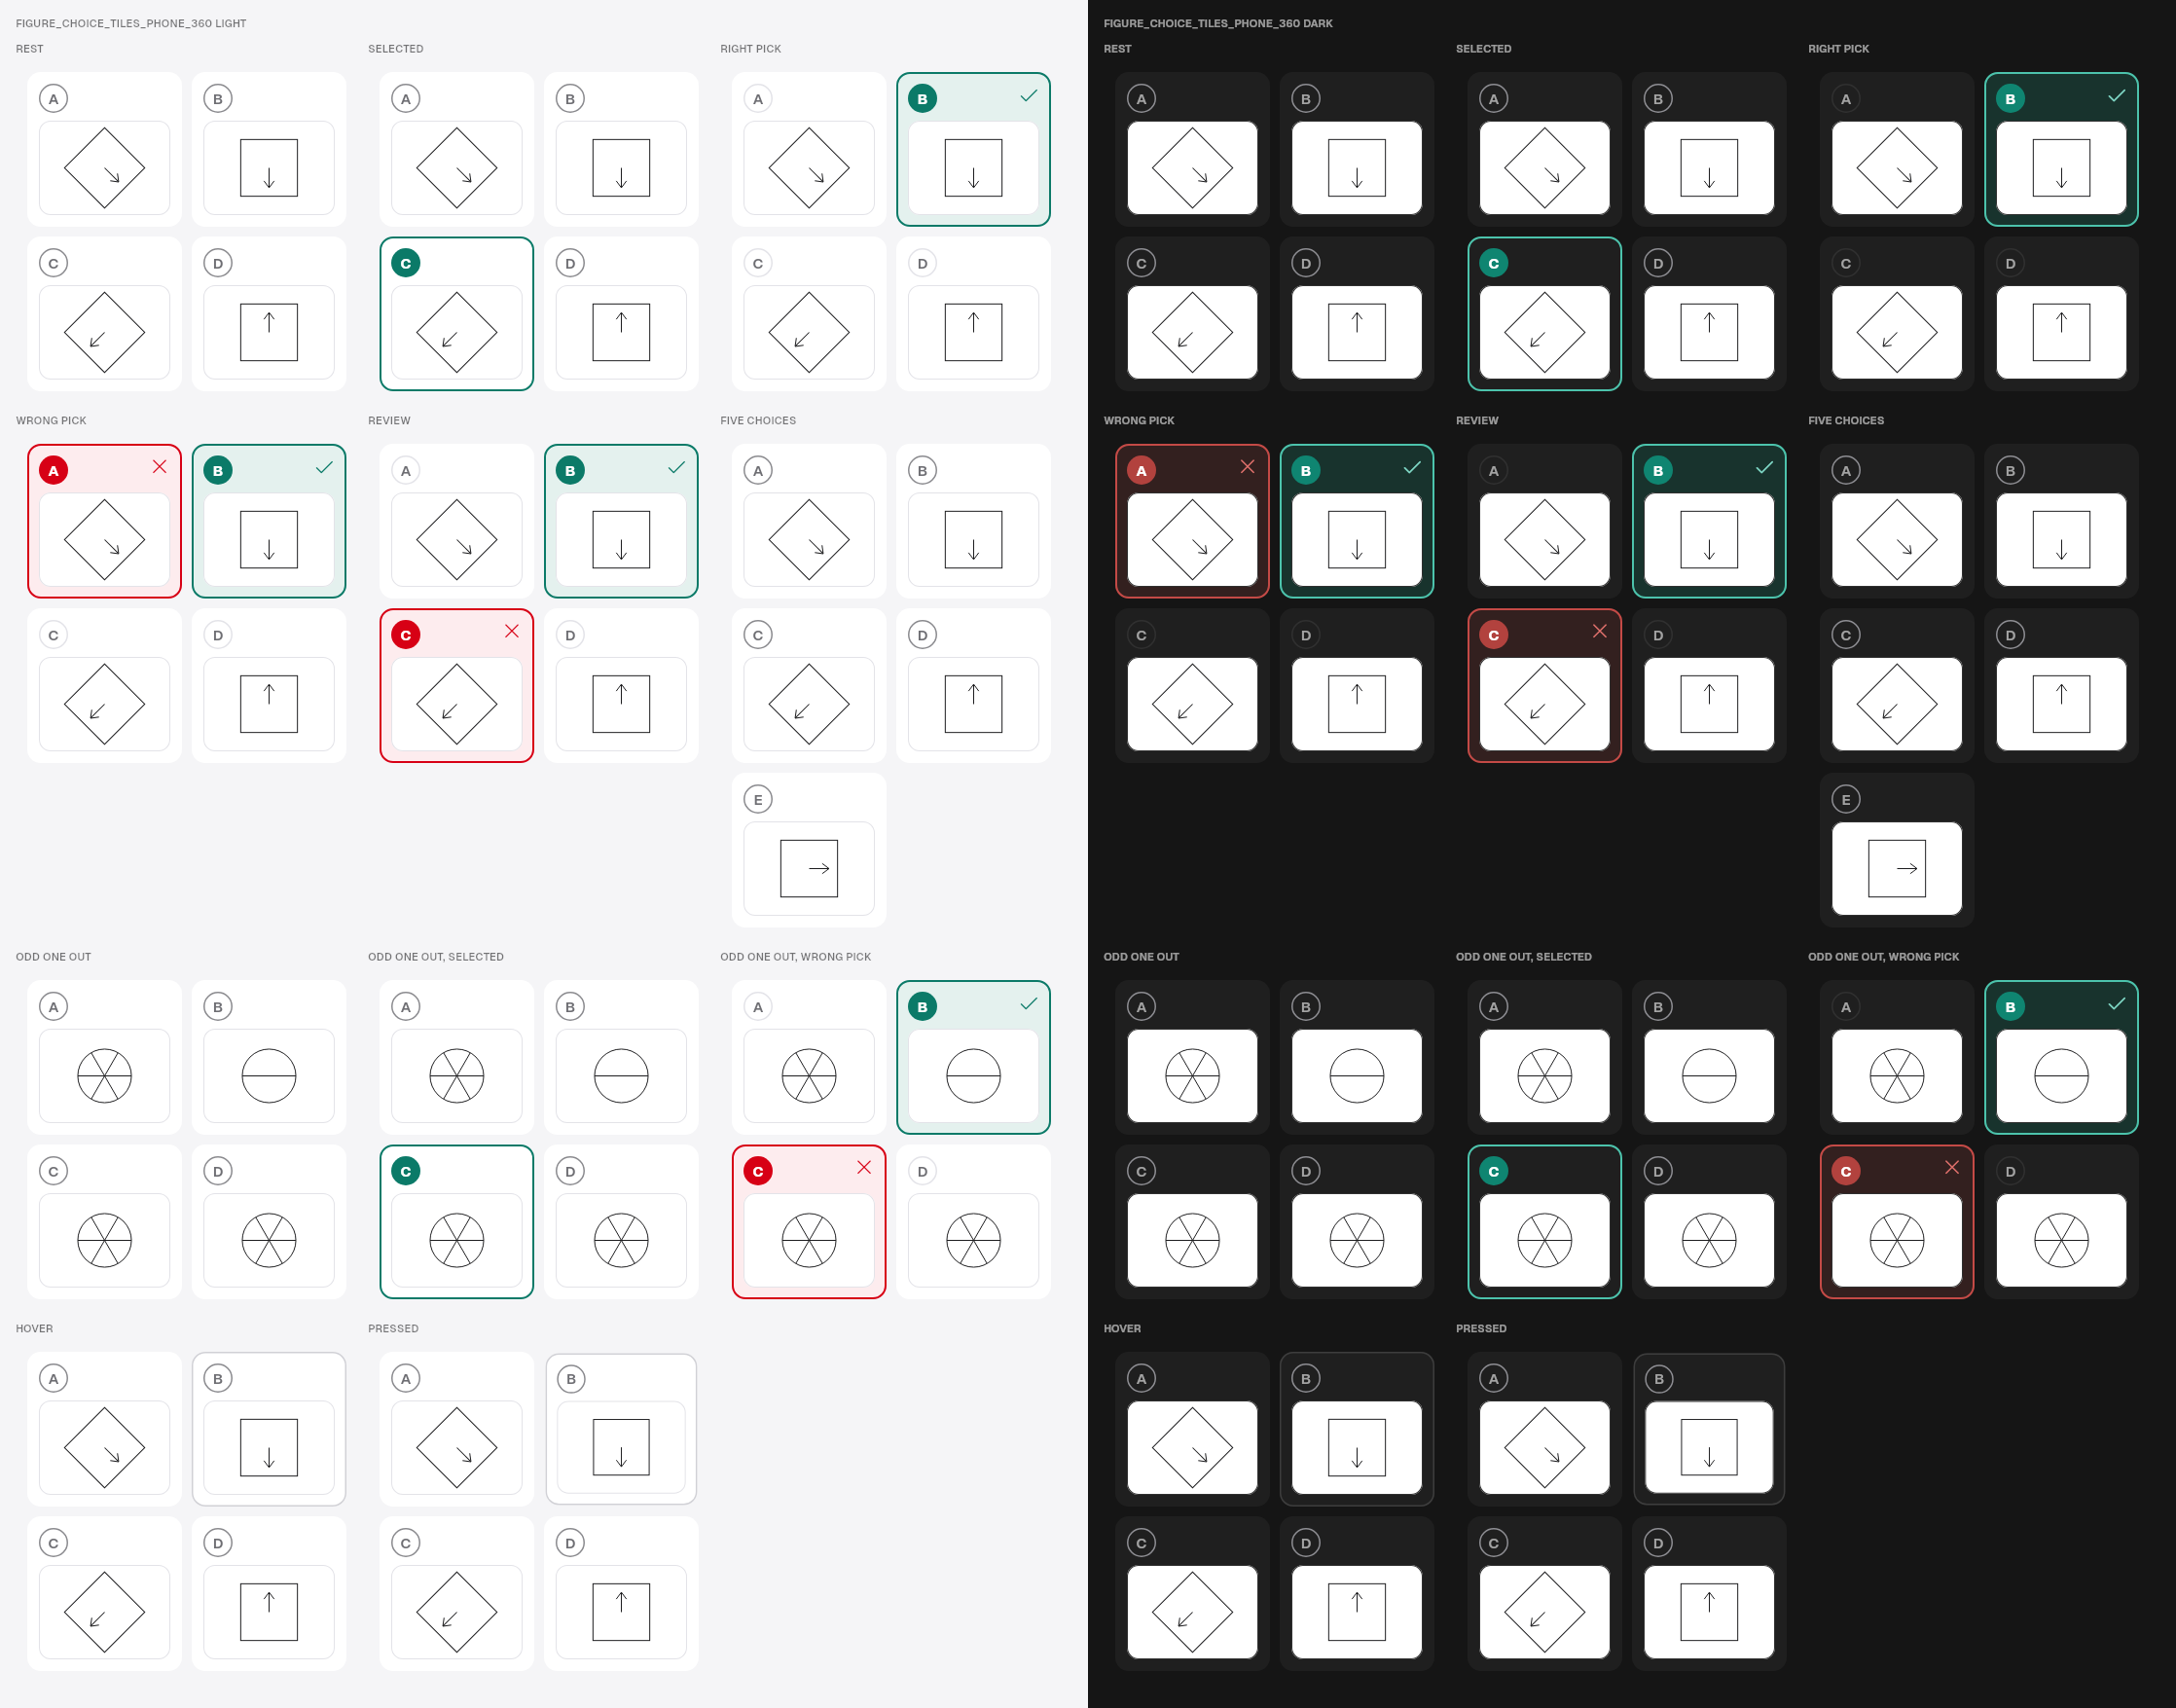 FIGURE_CHOICE_TILES_PHONE_360 LIGHT
REST SELECTED RIGHT PICK
A B A B A B
C D C D C D
WRONG PICK REVIEW FIVE CHOICES
A B A B A B
C D C D C D
E
ODD ONE OUT ODD ONE OUT, SELECTED ODD ONE OUT, WRONG PICK
A B A B A B
C D C D C D
HOVER PRESSED
A B A B
C D C D
FIGURE_CHOICE_TILES_PHONE_360 DARK
REST SELECTED RIGHT PICK
A B A B A B
C D C D C D
WRONG PICK REVIEW FIVE CHOICES
A B A B A B
C D C D C D
E
ODD ONE OUT ODD ONE OUT, SELECTED ODD ONE OUT, WRONG PICK
A B A B A B
C D C D C D
HOVER PRESSED
A B A B
C D C D